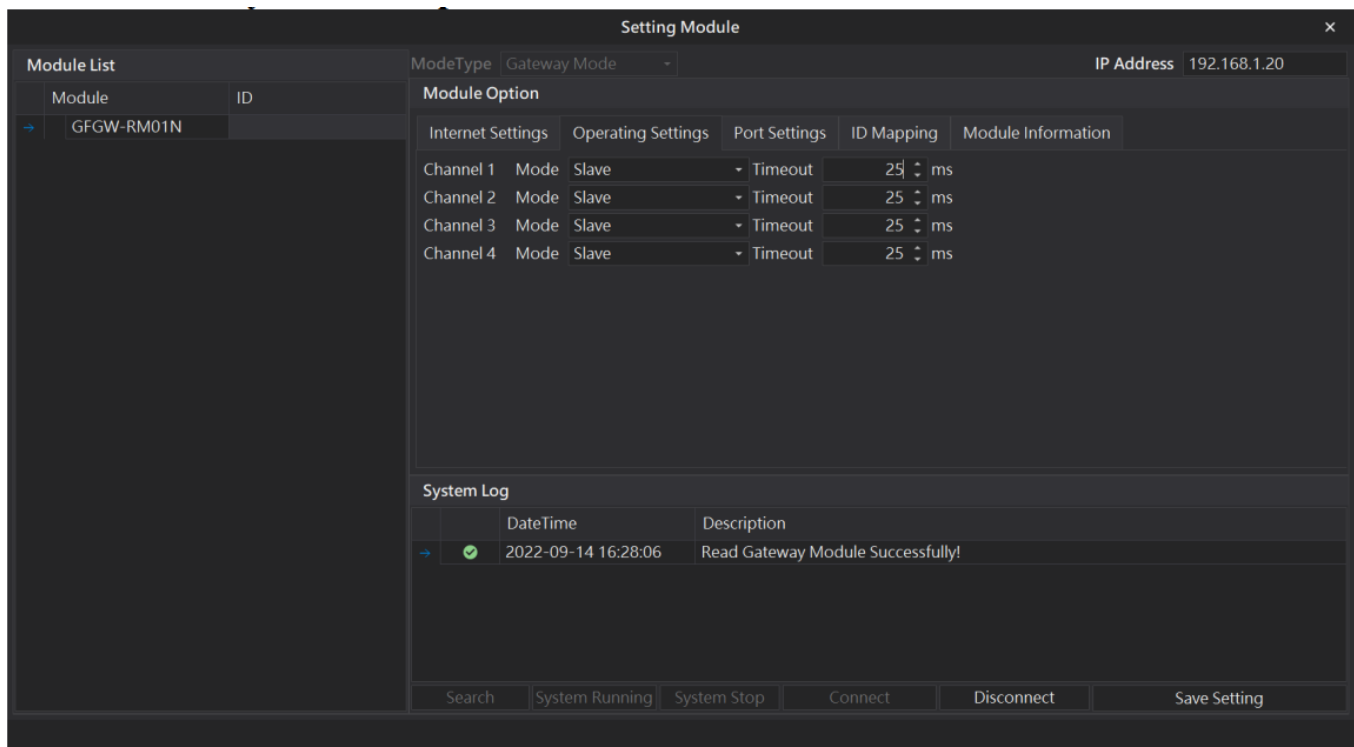 Setting Module ×
Module List
ModeType Gateway Mode IP Address 192.168.1.20
Module ID
GFGW-RM01N
Module Option
Internet Settings Operating Settings Port Settings ID Mapping Module Information
Channel 1 Mode Slave Timeout 25 ms
Channel 2 Mode Slave Timeout 25 ms
Channel 3 Mode Slave Timeout 25 ms
Channel 4 Mode Slave Timeout 25 ms
System Log
DateTime Description
2022-09-14 16:28:06 Read Gateway Module Successfully!
Search System Running System Stop Connect Disconnect Save Setting